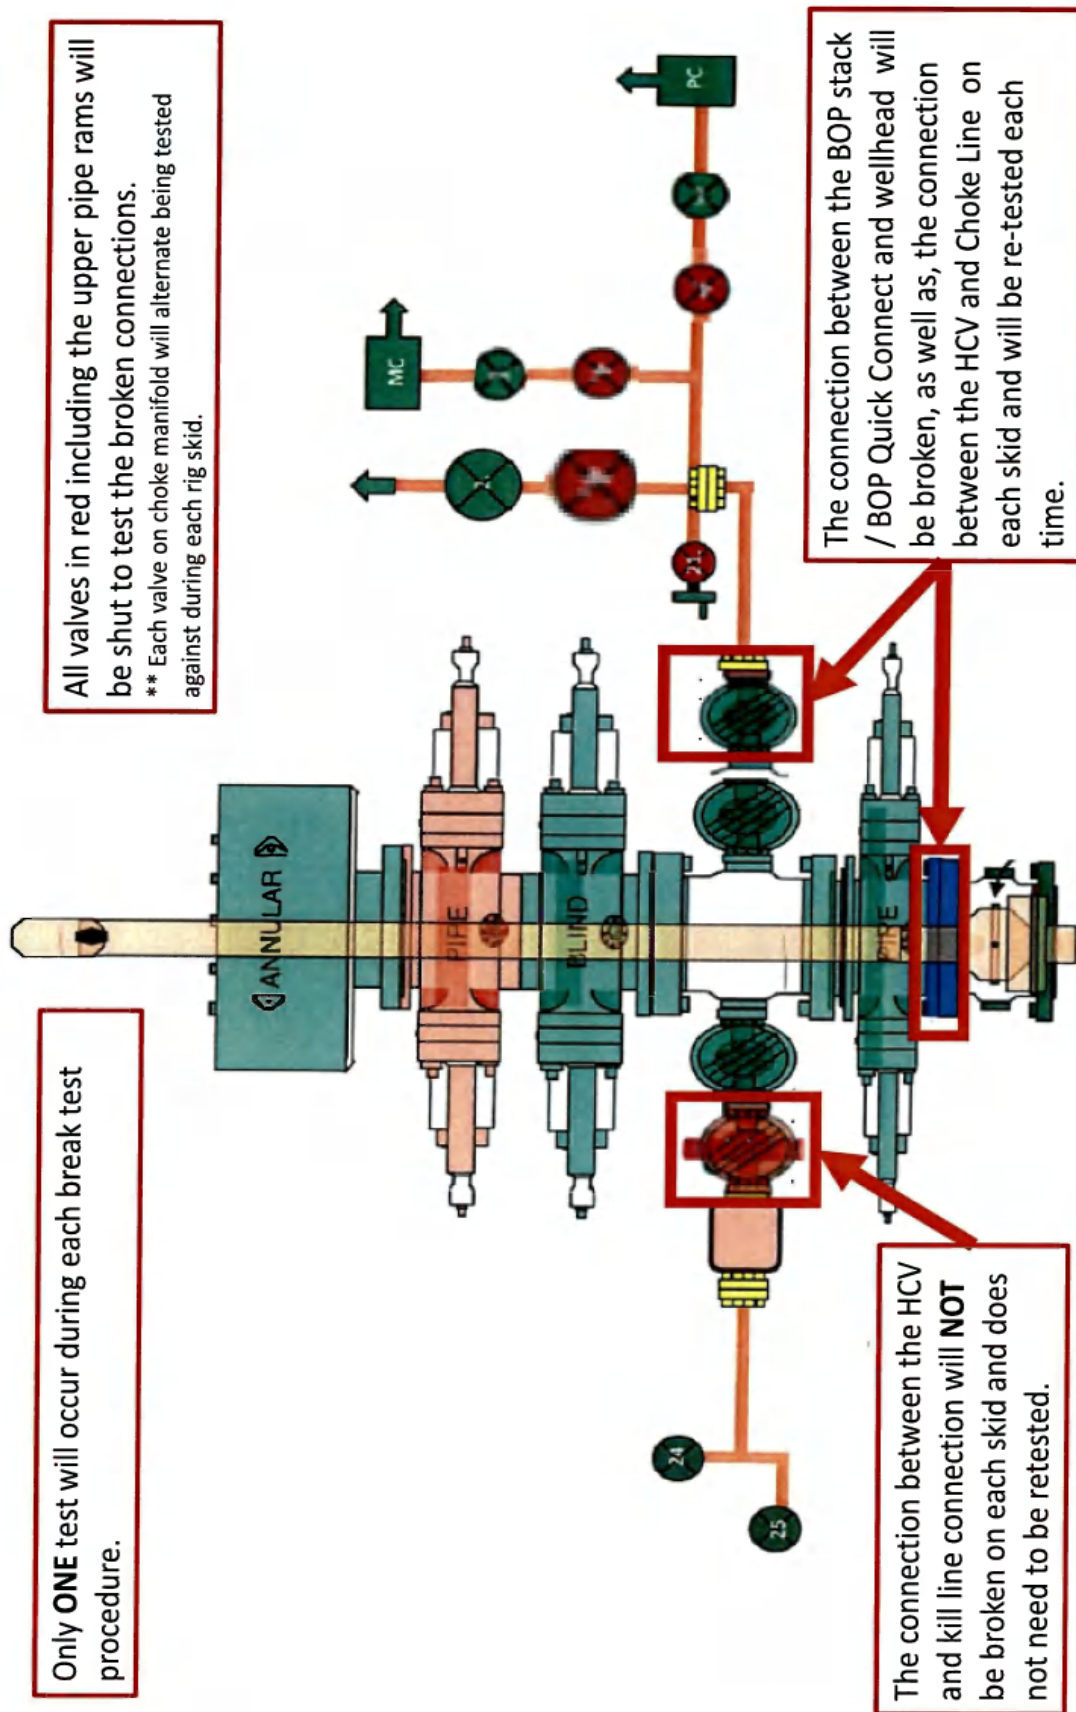 Only ONE test will occur during each break test
procedure.
All valves in red including the upper pipe rams will
be shut to test the broken connections.
** Each valve on choke manifold will alternate being tested
against during each rig skid.
ANNULAR
PIPE
BLIND
PIPE
MC
PC
21
24
25
The connection between the HCV
and kill line connection will NOT
be broken on each skid and does
not need to be retested.
The connection between the BOP stack
/ BOP Quick Connect and wellhead will
be broken, as well as, the connection
between the HCV and Choke Line on
each skid and will be re-tested each
time.